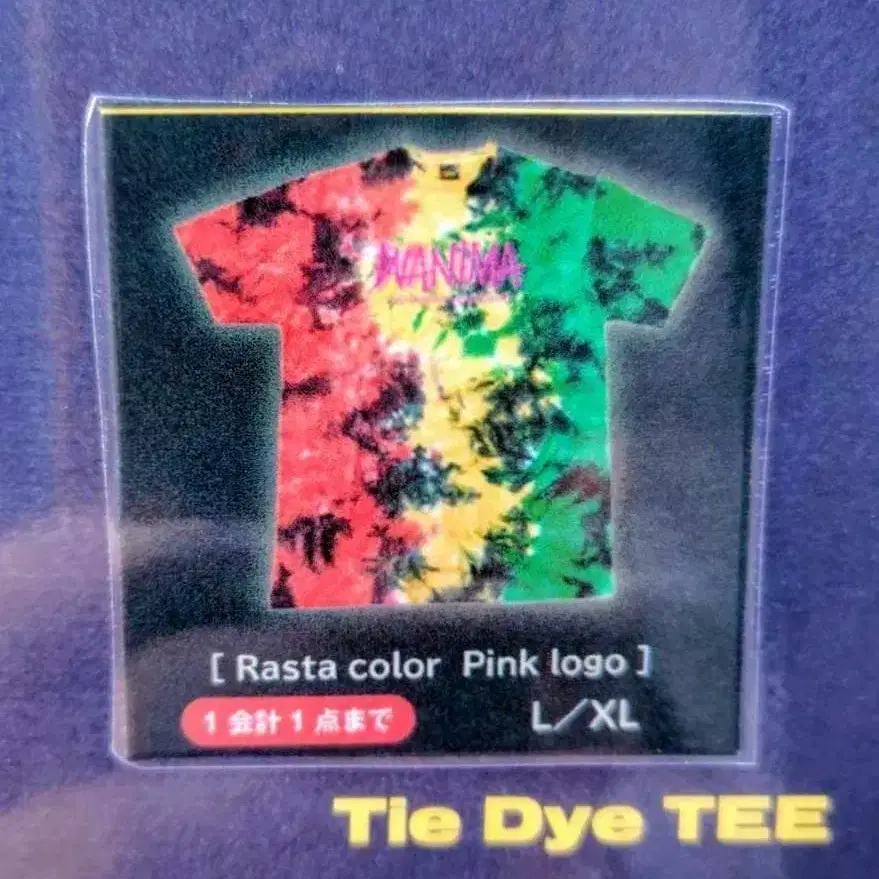 WANIMA
[ Rasta color Pink logo ]
1 会計 1 点まで
L／XL
Tie Dye TEE